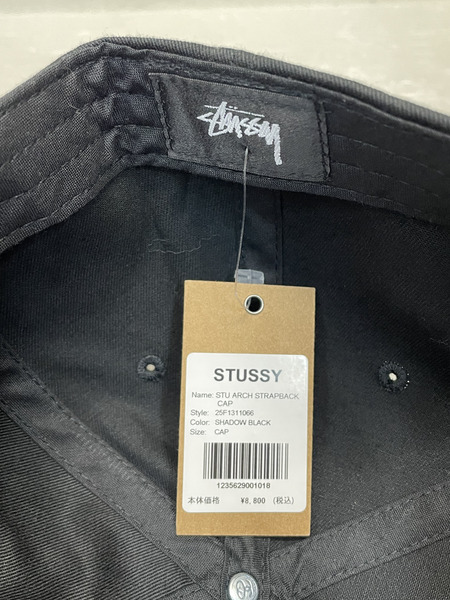 STÜSSY
STUSSY
Name: STU ARCH STRAPBACK
CAP
Style: 25F1311066
Color: SHADOW BLACK
Size: CAP
1235629001018
本体価格 ¥8,800 (税込)